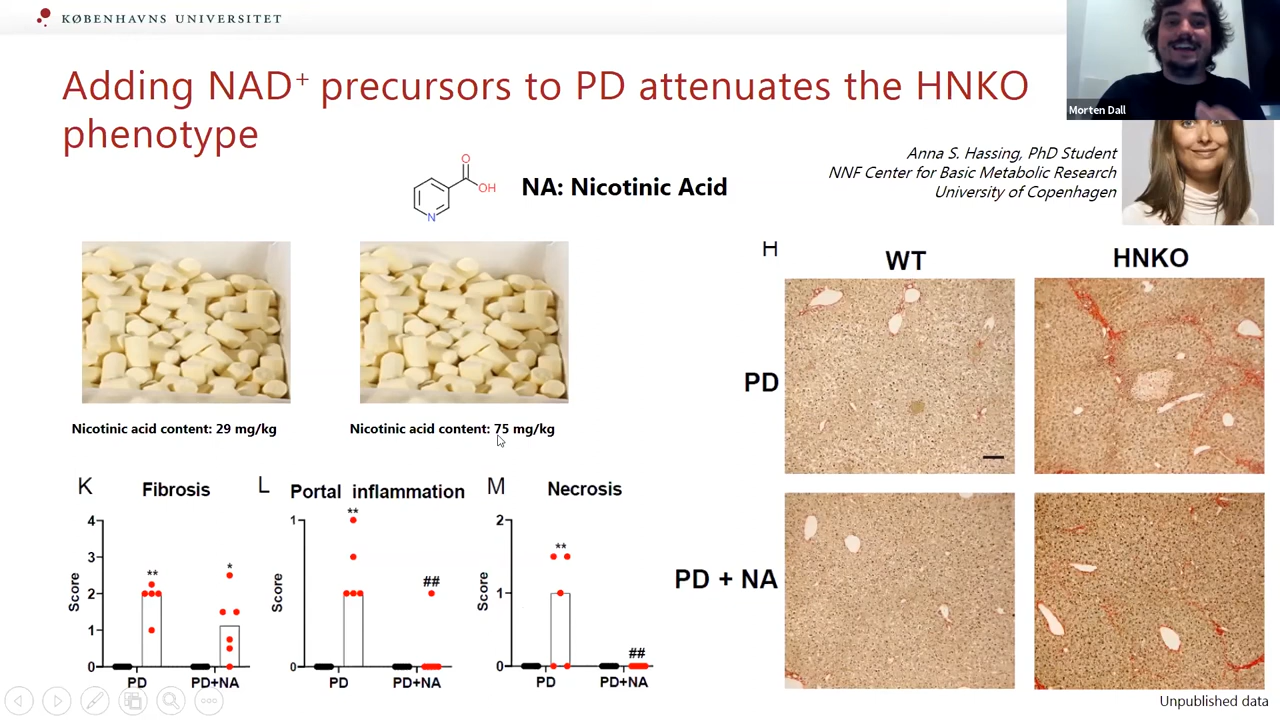 KØBENHAVNS UNIVERSITET
Morten Dall
Adding NAD⁺ precursors to PD attenuates the HNKO
phenotype
O
OH
N
NA: Nicotinic Acid
Anna S. Hassing, PhD Student
NNF Center for Basic Metabolic Research
University of Copenhagen
Nicotinic acid content: 29 mg/kg
Nicotinic acid content: 75 mg/kg
H
WT
HNKO
PD
PD + NA
K
Fibrosis
Score
4
3
2
1
0
**
*
PD
PD+NA
L
Portal inflammation
Score
1
0
**
##
PD
PD+NA
M
Necrosis
Score
2
1
0
**
##
PD
PD+NA
Unpublished data